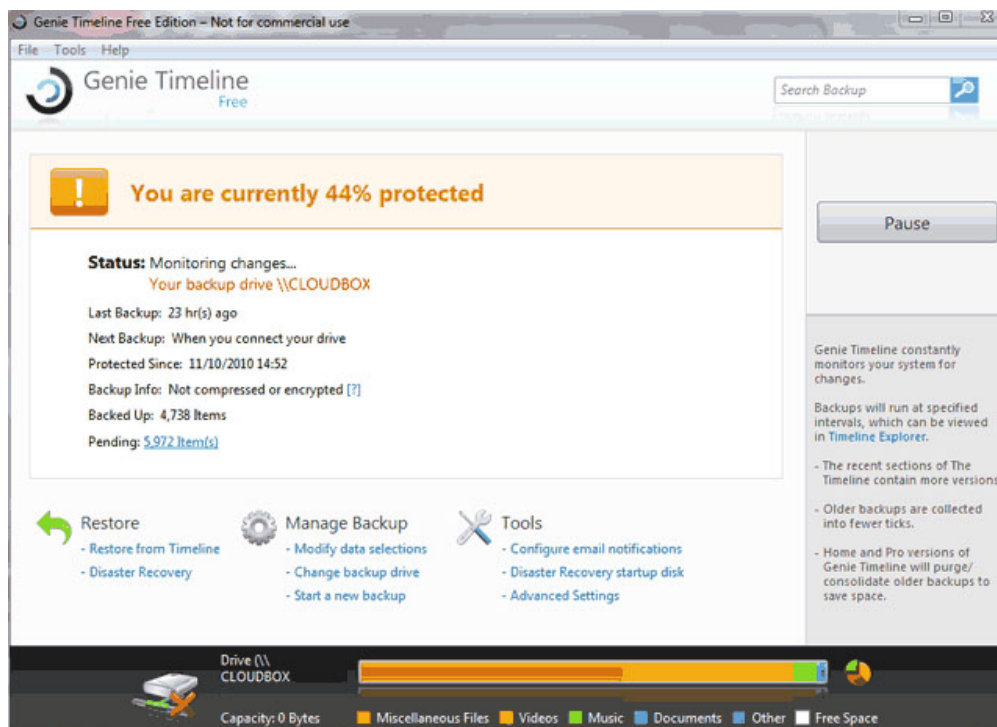 Genie Timeline Free Edition – Not for commercial use
File Tools Help
Genie Timeline
Free
Search Backup
You are currently 44% protected
Pause
Status: Monitoring changes...
Your backup drive \\CLOUDBOX
Last Backup: 23 hr(s) ago
Next Backup: When you connect your drive
Protected Since: 11/10/2010 14:52
Backup Info: Not compressed or encrypted [?]
Backed Up: 4,738 Items
Pending: 5,972 Item(s)
Genie Timeline constantly
monitors your system for
changes.
Backups will run at specified
intervals, which can be viewed
in Timeline Explorer.
- The recent sections of The
Timeline contain more versions
- Older backups are collected
into fewer ticks.
- Home and Pro versions of
Genie Timeline will purge/
consolidate older backups to
save space.
Restore
- Restore from Timeline
- Disaster Recovery
Manage Backup
- Modify data selections
- Change backup drive
- Start a new backup
Tools
- Configure email notifications
- Disaster Recovery startup disk
- Advanced Settings
Drive (\\
CLOUDBOX
Capacity: 0 Bytes
Miscellaneous Files Videos Music Documents Other Free Space